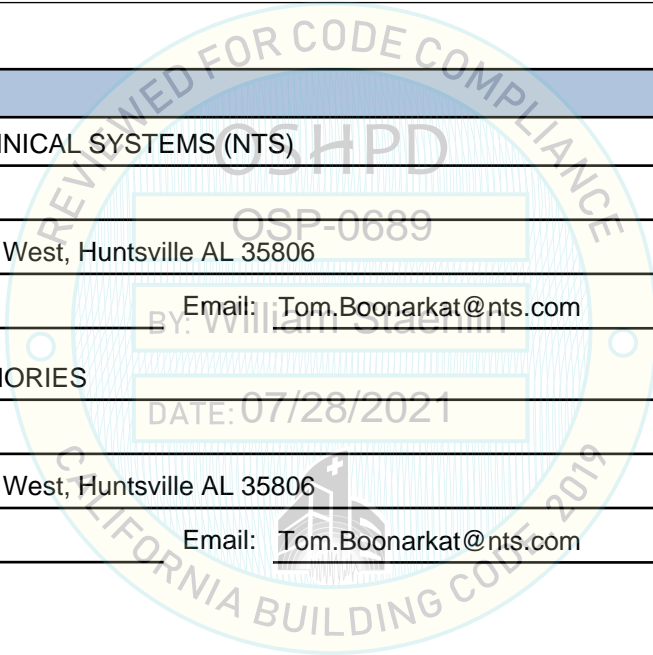 REVIEWED FOR CODE COMPLIANCE
HNICAL SYSTEMS (NTS)
OSHPD
OSP-0689
West, Huntsville AL 35806
Email: Tom.Boonarkat@nts.com
BY: William Staehlin
ORIES
DATE: 07/28/2021
West, Huntsville AL 35806
Email: Tom.Boonarkat@nts.com
CALIFORNIA BUILDING CODE, 2019